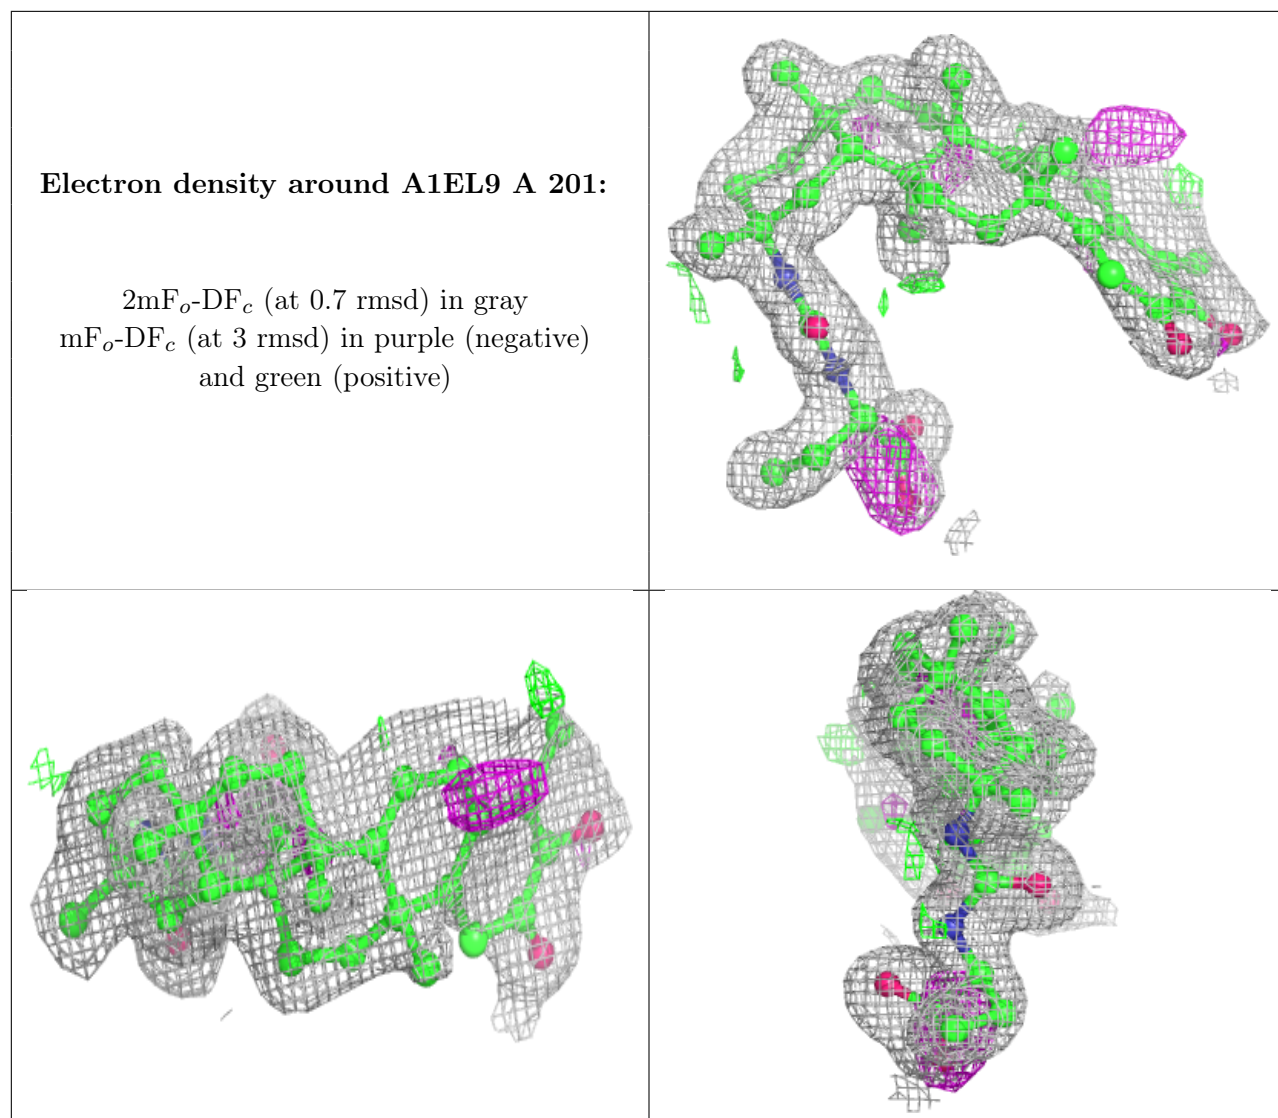 Electron density around A1EL9 A 201:
2mFo-DFc (at 0.7 rmsd) in gray
mFo-DFc (at 3 rmsd) in purple (negative)
and green (positive)